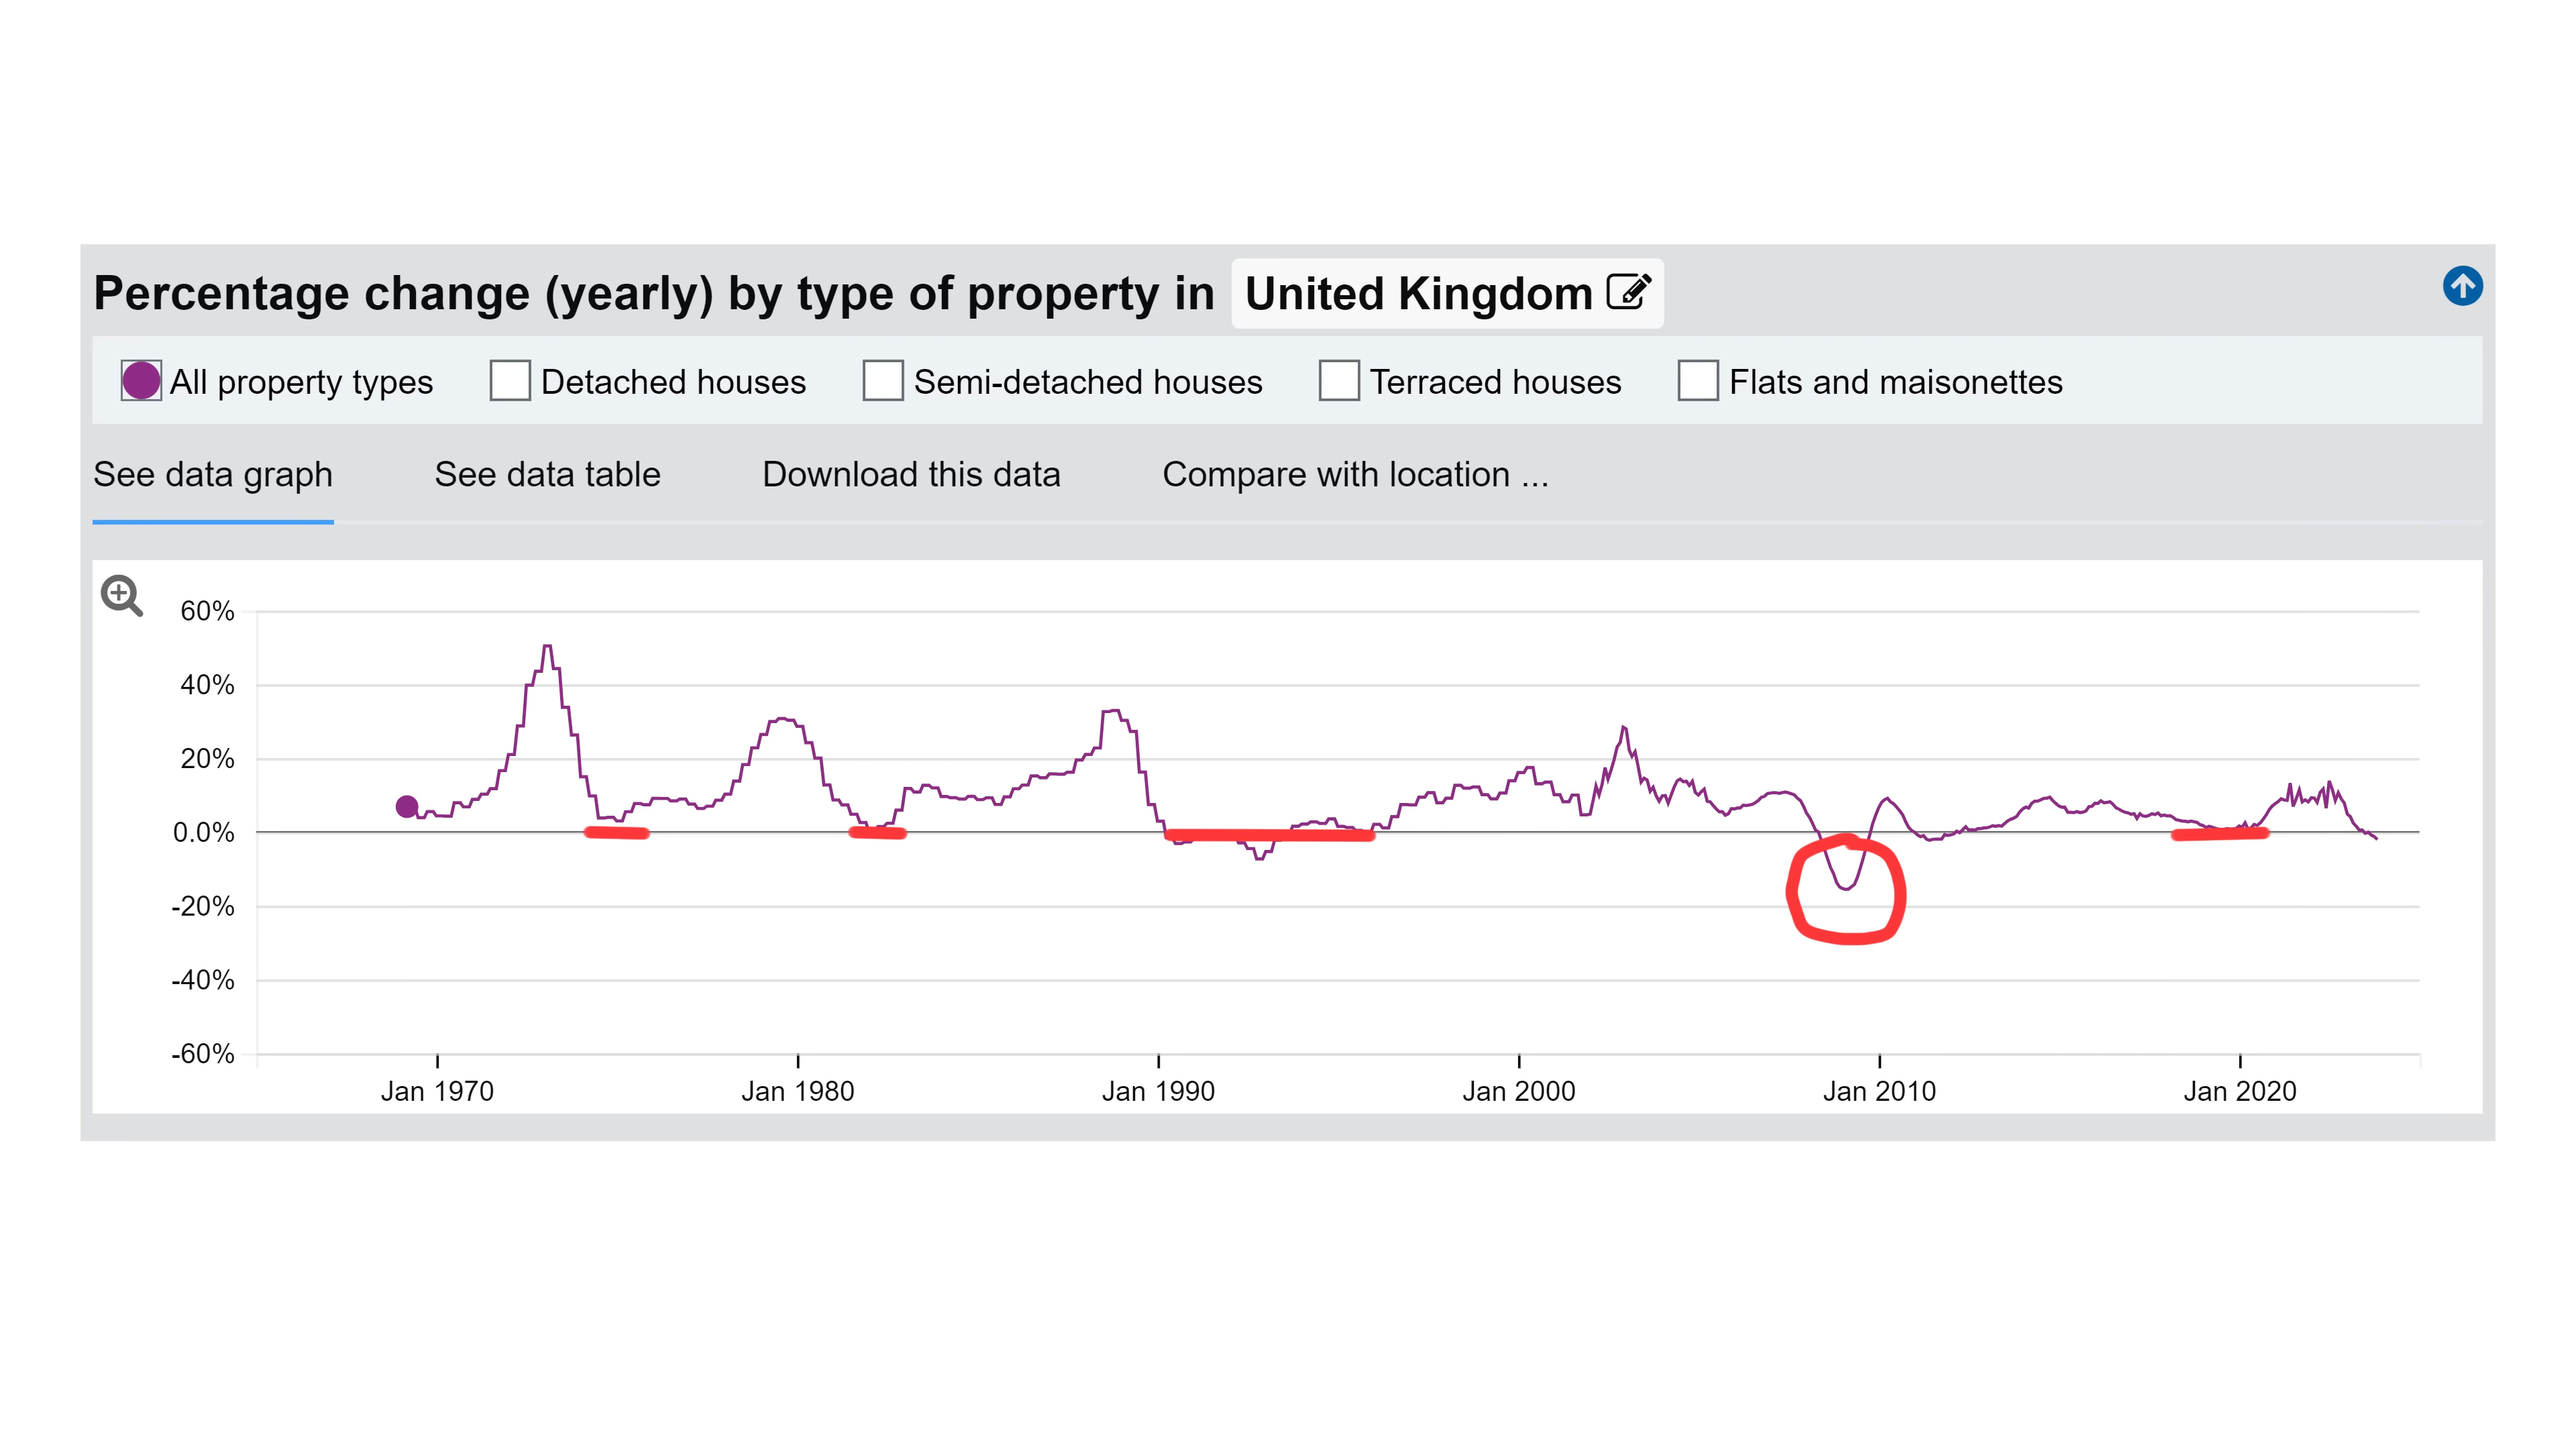 Percentage change (yearly) by type of property in United Kingdom
All property types Detached houses Semi-detached houses Terraced houses Flats and maisonettes
See data graph See data table Download this data Compare with location ...
60%
40%
20%
0.0%
-20%
-40%
-60%
Jan 1970 Jan 1980 Jan 1990 Jan 2000 Jan 2010 Jan 2020